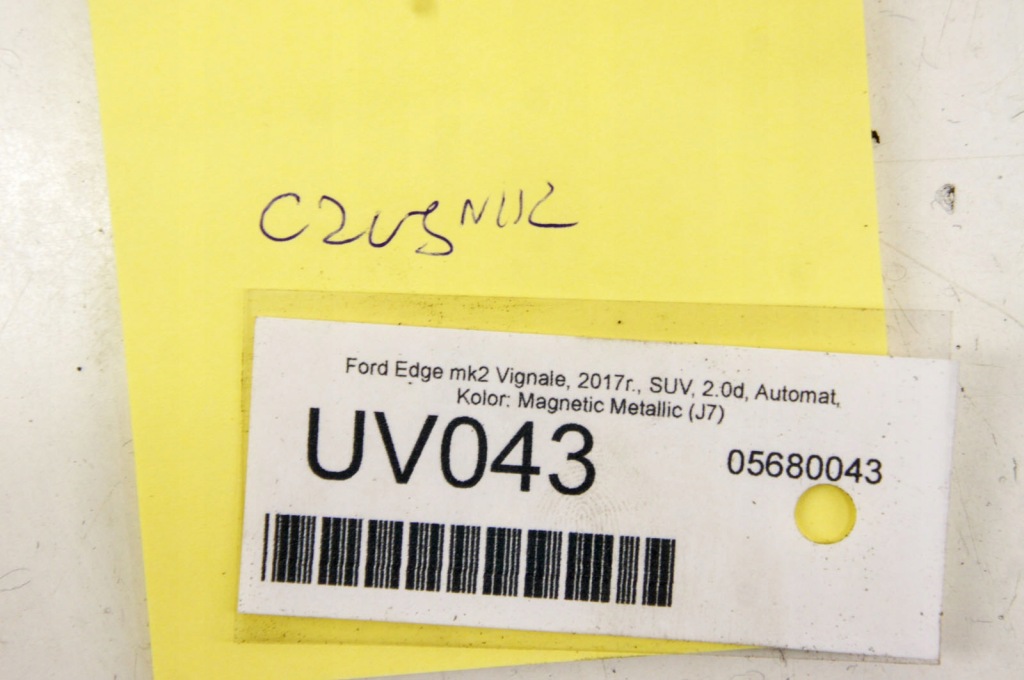 Ford Edge mk2 Vignale, 2017r., SUV, 2.0d, Automat,
Kolor: Magnetic Metallic (J7)
UV043
05680043